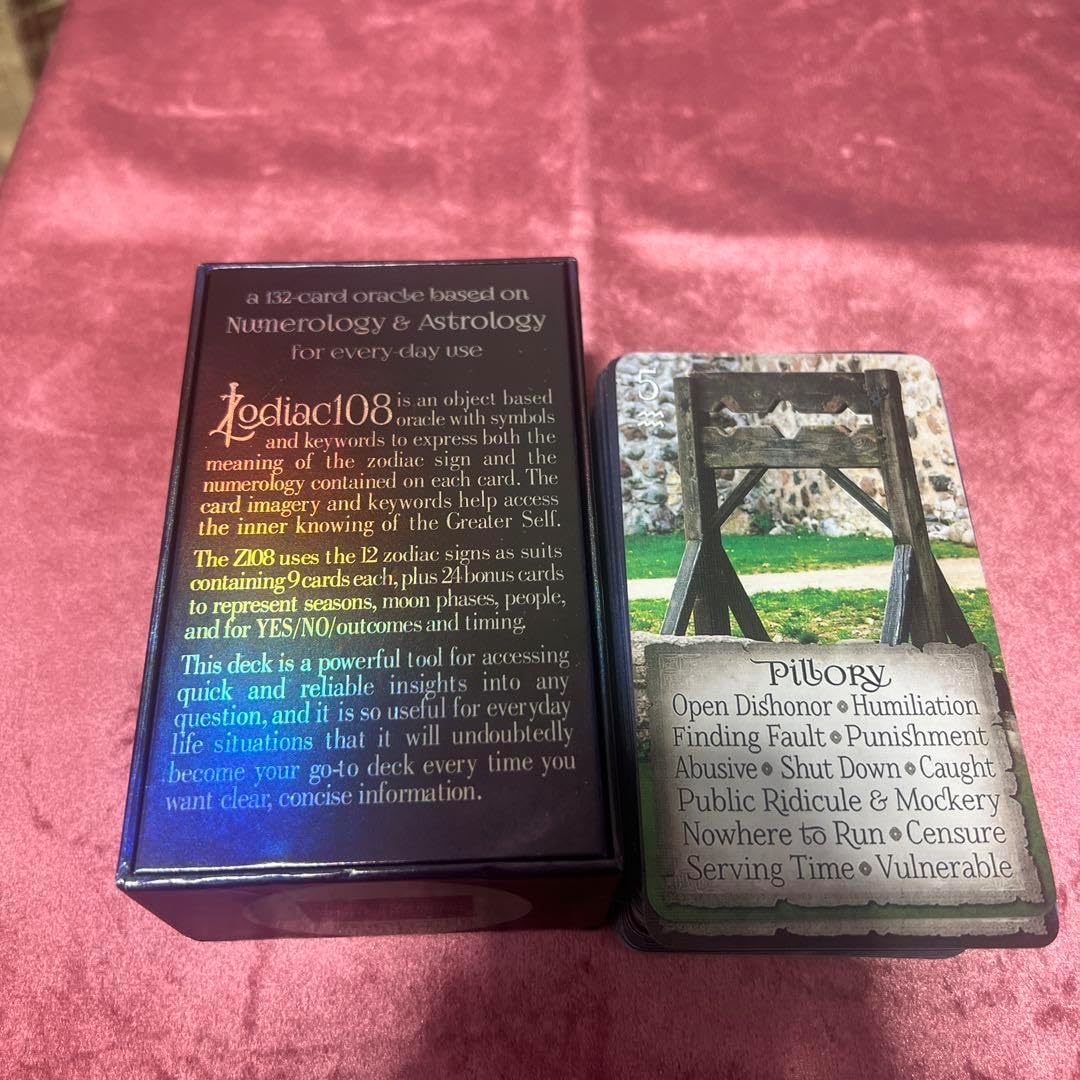 a 132-card oracle based on
Numerology & Astrology
for every-day use
Zodiac108 is an object based
oracle with symbols
and keywords to express both the
meaning of the zodiac sign and the
numerology contained on each card. The
card imagery and keywords help access
the inner knowing of the Greater Self.
The Z108 uses the 12 zodiac signs as suits
containing 9 cards each, plus 24 bonus cards
to represent seasons, moon phases, people,
and for YES/NO/outcomes and timing.
This deck is a powerful tool for accessing
quick and reliable insights into any
question, and it is so useful for everyday
life situations that it will undoubtedly
become your go-to deck every time you
want clear, concise information.
5
♒
Pillory
Open Dishonor • Humiliation
Finding Fault • Punishment
Abusive • Shut Down • Caught
Public Ridicule & Mockery
Nowhere to Run • Censure
Serving Time • Vulnerable